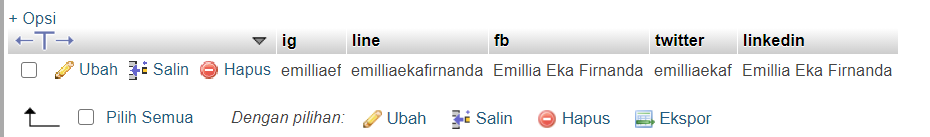 + Opsi
ig line fb twitter linkedin
Ubah Salin Hapus emilliaef emilliaekafirnanda Emillia Eka Firnanda emilliaekaf Emillia Eka Firnanda
Pilih Semua Dengan pilihan: Ubah Salin Hapus Ekspor